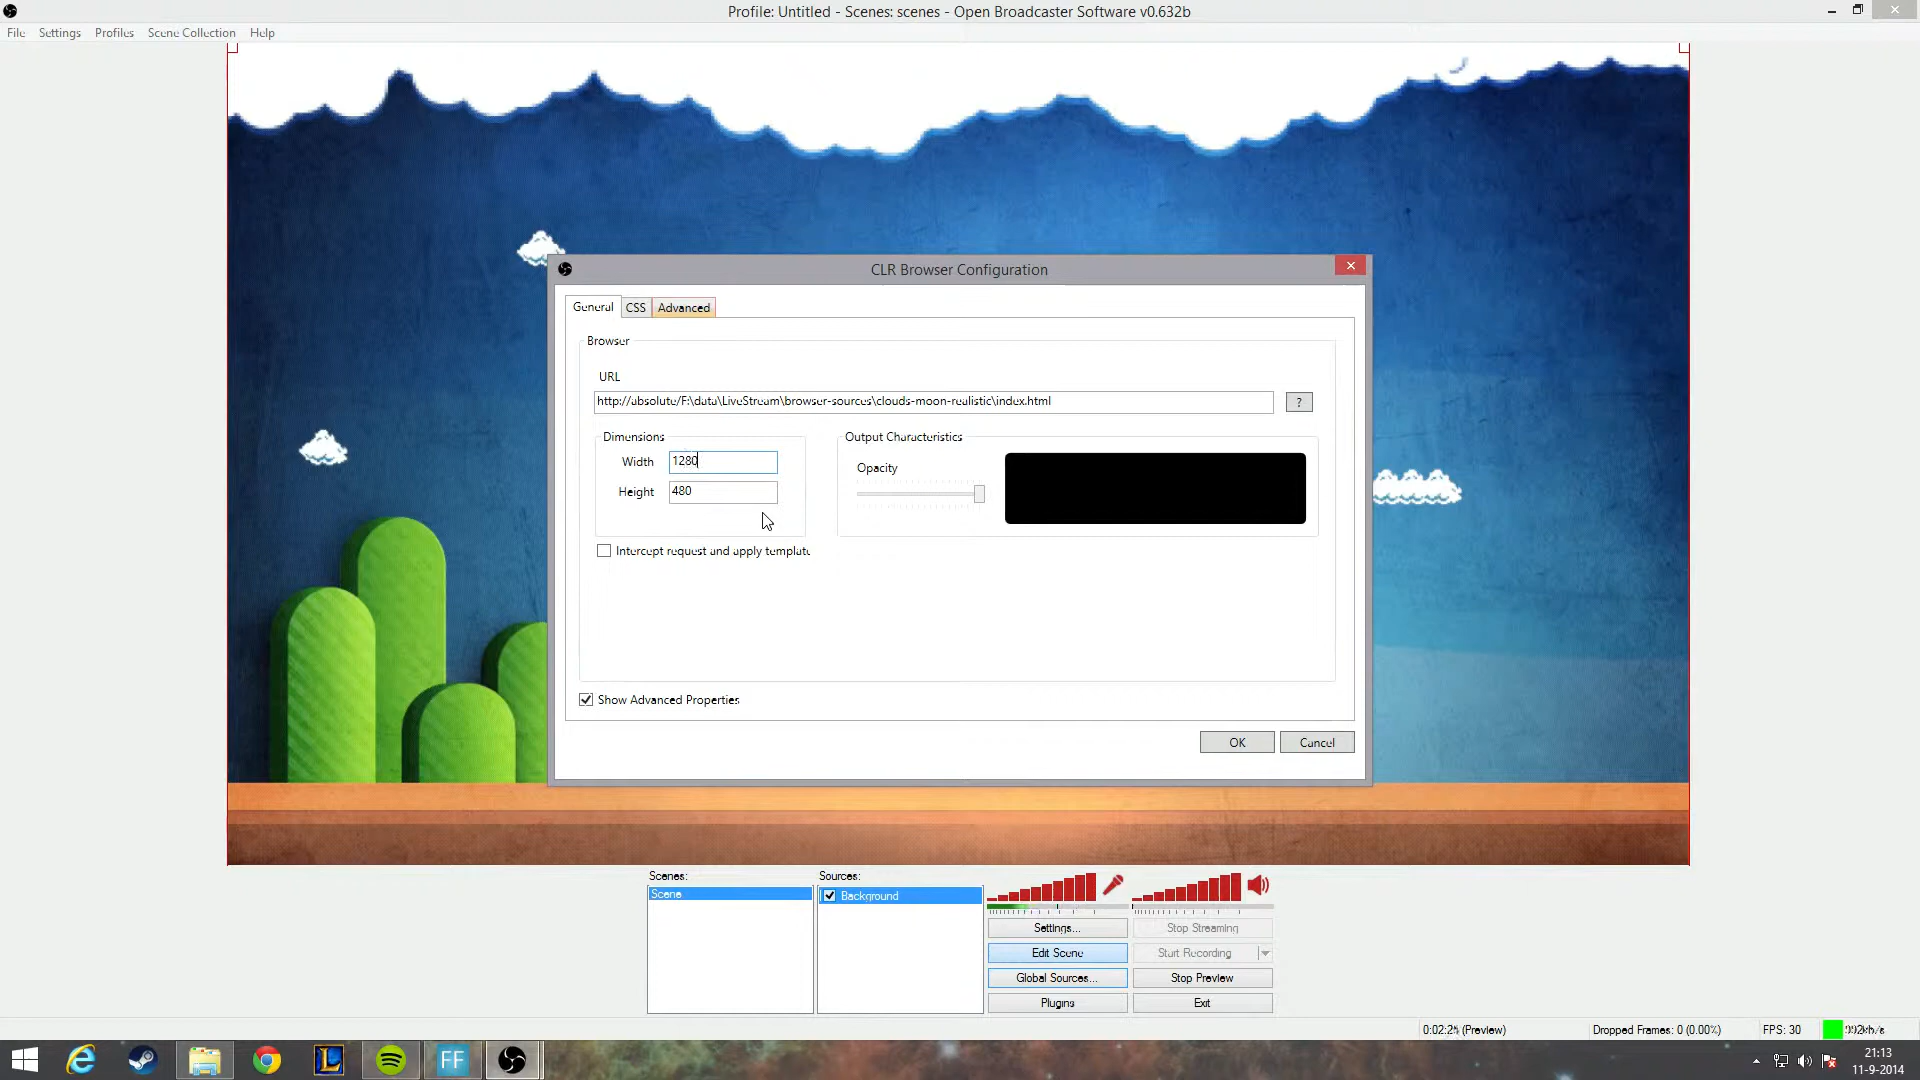 Profile: Untitled - Scenes: scenes - Open Broadcaster Software v0.632b
File Settings Profiles Scene Collection Help
CLR Browser Configuration
General CSS Advanced
Browser
URL
http://absolute/F:\data\LiveStream\browser-sources\clouds-moon-realistic\index.html
?
Dimensions
Output Characteristics
Width 1280
Opacity
Height 480
Intercept request and apply template
Show Advanced Properties
OK Cancel
Scenes:
Sources:
Scene
Background
Settings... Stop Streaming
Edit Scene Start Recording
Global Sources... Stop Preview
Plugins Exit
(Preview) Dropped Frames: 0 (0.00%) FPS: 30
FF
21:13
11-9-2014